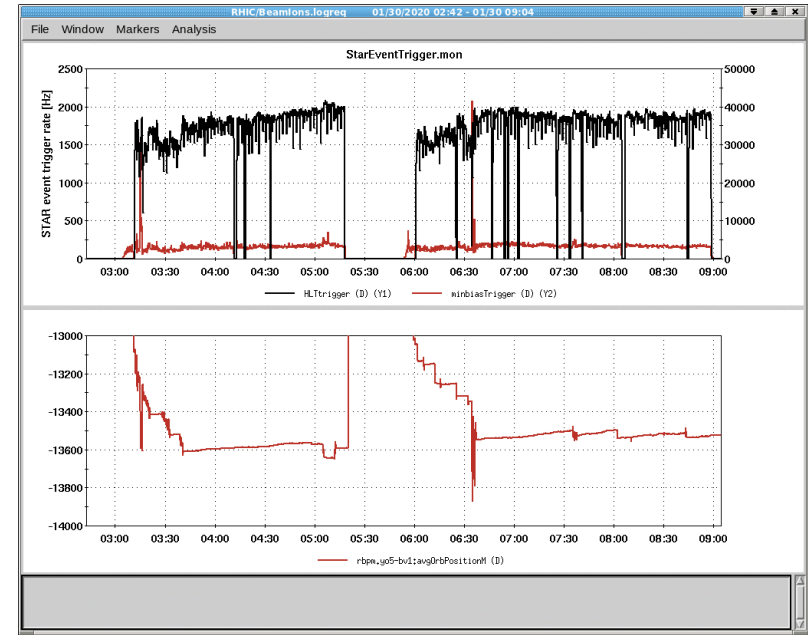 RHIC/BeamIons.logreq 01/30/2020 02:42 - 01/30 09:04
File Window Markers Analysis
StarEventTrigger.mon
STAR event trigger rate [Hz]
2500 50000
2000 40000
1500 30000
1000 20000
500 10000
0 0
03:00 03:30 04:00 04:30 05:00 05:30 06:00 06:30 07:00 07:30 08:00 08:30 09:00
HLTtrigger (D) (Y1) minbiasTrigger (D) (Y2)
-13000
-13200
-13400
-13600
-13800
-14000
03:00 03:30 04:00 04:30 05:00 05:30 06:00 06:30 07:00 07:30 08:00 08:30 09:00
rbpm.yo5-bv1:avgOrbPositionM (D)